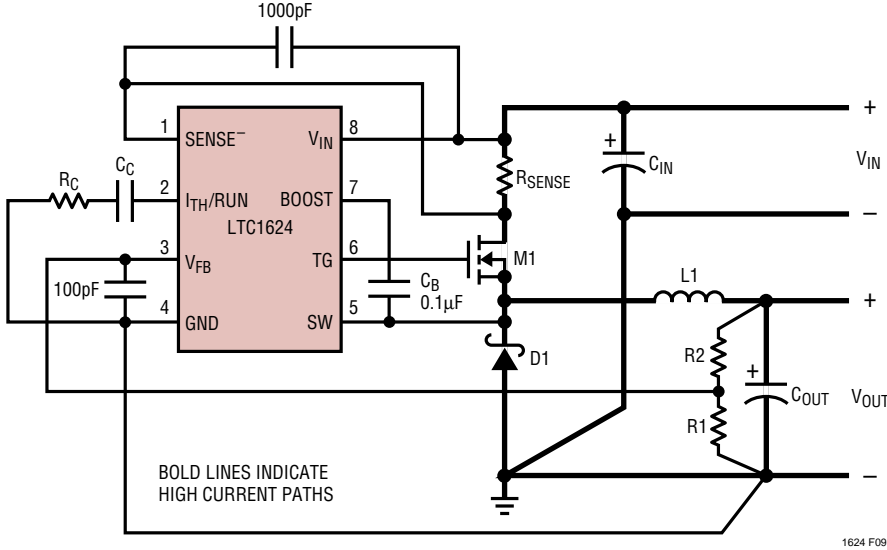 1000pF
1
SENSE−
VIN
8
+
+
CIN
VIN
RSENSE
−
RC
CC
2
ITH/RUN
BOOST
7
LTC1624
3
VFB
TG
6
M1
100pF
CB
0.1μF
L1
4
GND
SW
5
+
D1
R2
+
COUT
VOUT
R1
−
BOLD LINES INDICATE
HIGH CURRENT PATHS
1624 F09